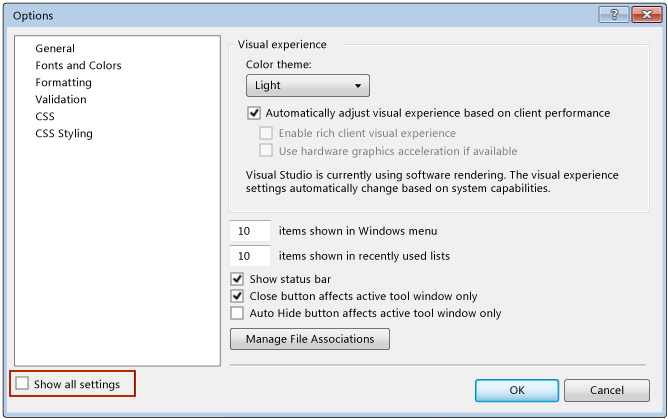 Options
General
Fonts and Colors
Formatting
Validation
CSS
CSS Styling
Show all settings
Visual experience
Color theme:
Light
Automatically adjust visual experience based on client performance
Enable rich client visual experience
Use hardware graphics acceleration if available
Visual Studio is currently using software rendering. The visual experience
settings automatically change based on system capabilities.
10 items shown in Windows menu
10 items shown in recently used lists
Show status bar
Close button affects active tool window only
Auto Hide button affects active tool window only
Manage File Associations
OK Cancel